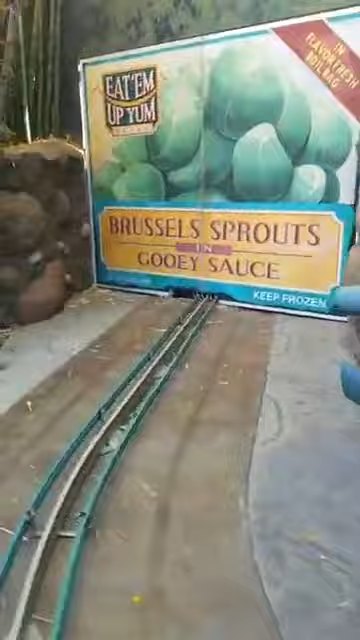 EAT'EM
UP YUM
IN
FLAVOR FRESH
BOIL BAG
BRUSSELS SPROUTS
IN
GOOEY SAUCE
KEEP FROZEN